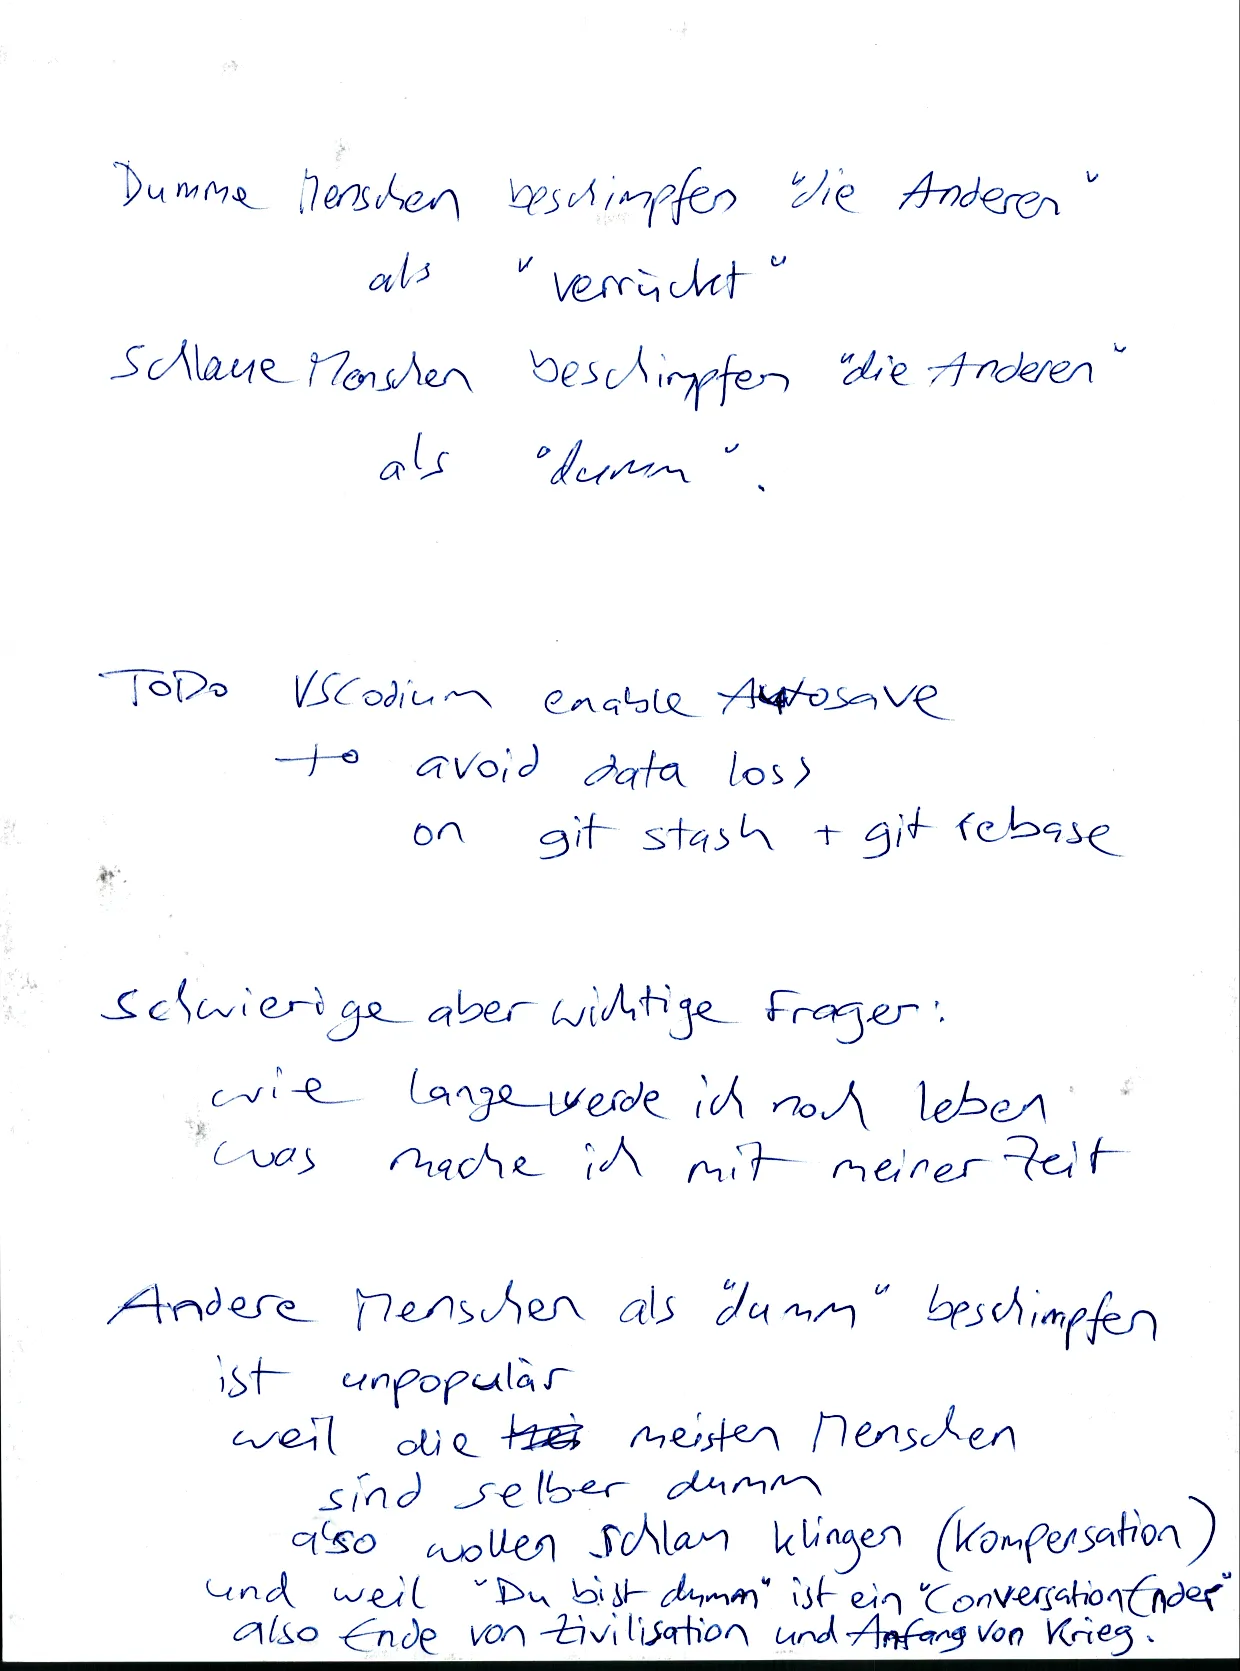 Dumme Menschen beschimpfen "die Anderen"
als "verrückt"
Schlaue Menschen beschimpfen "die Anderen"
als "dumm".
TODO VSCodium enable Autosave
to avoid data loss
on git stash + git rebase
Schwierige aber wichtige Fragen:
wie lange werde ich noch leben
was mache ich mit meiner Zeit
Andere Menschen als "dumm" beschimpfen
ist unpopulär
weil die meisten Menschen
sind selber dumm
also wollen schlau klingen (Kompensation)
und weil "Du bist dumm" ist ein "Conversation Ender"
also Ende von Zivilisation und Anfang von Krieg.